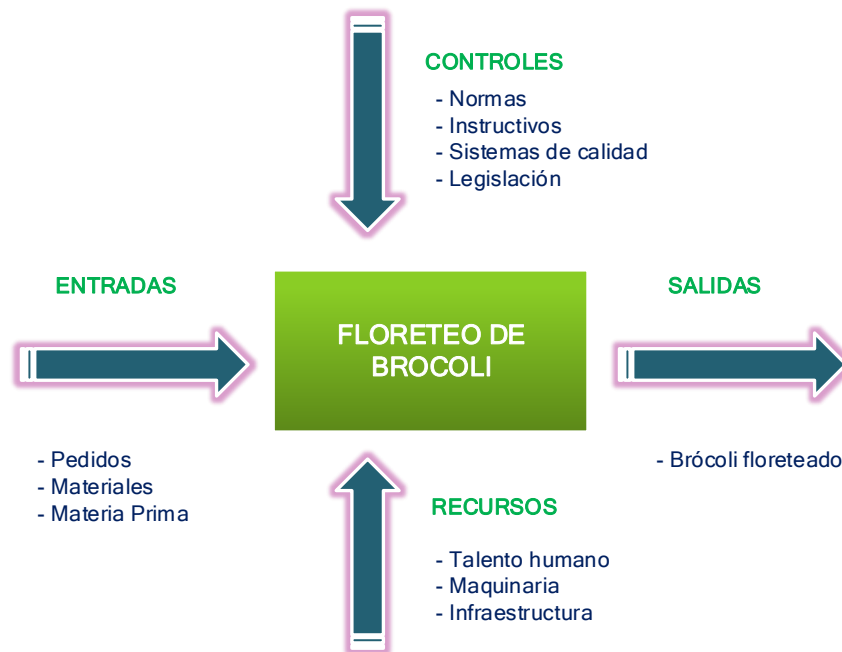 CONTROLES
- Normas
- Instructivos
- Sistemas de calidad
- Legislación
ENTRADAS
FLORETEO DE
BROCOLI
SALIDAS
- Pedidos
- Materiales
- Materia Prima
- Brócoli floreteado
RECURSOS
- Talento humano
- Maquinaria
- Infraestructura